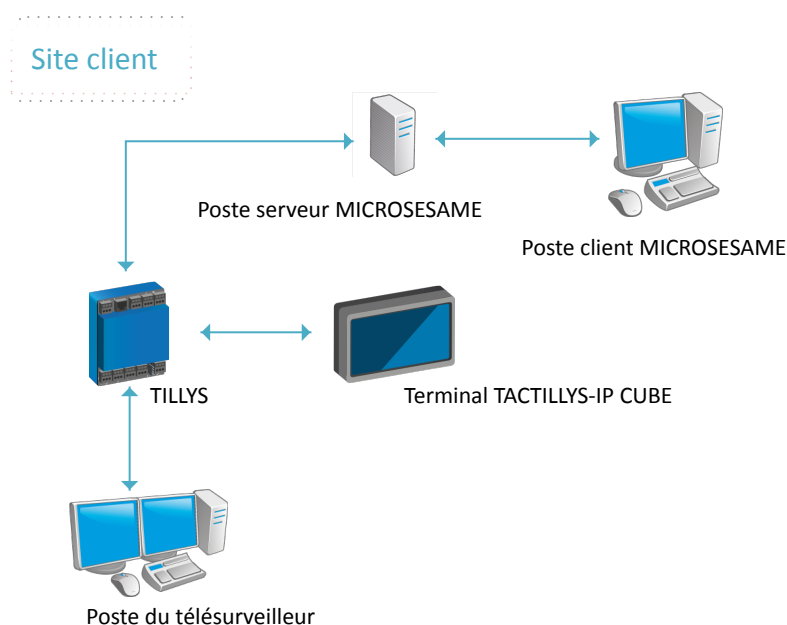 Site client
Poste serveur MICROSESAME
Poste client MICROSESAME
TILLYS
Terminal TACTILLYS-IP CUBE
Poste du télésurveilleur